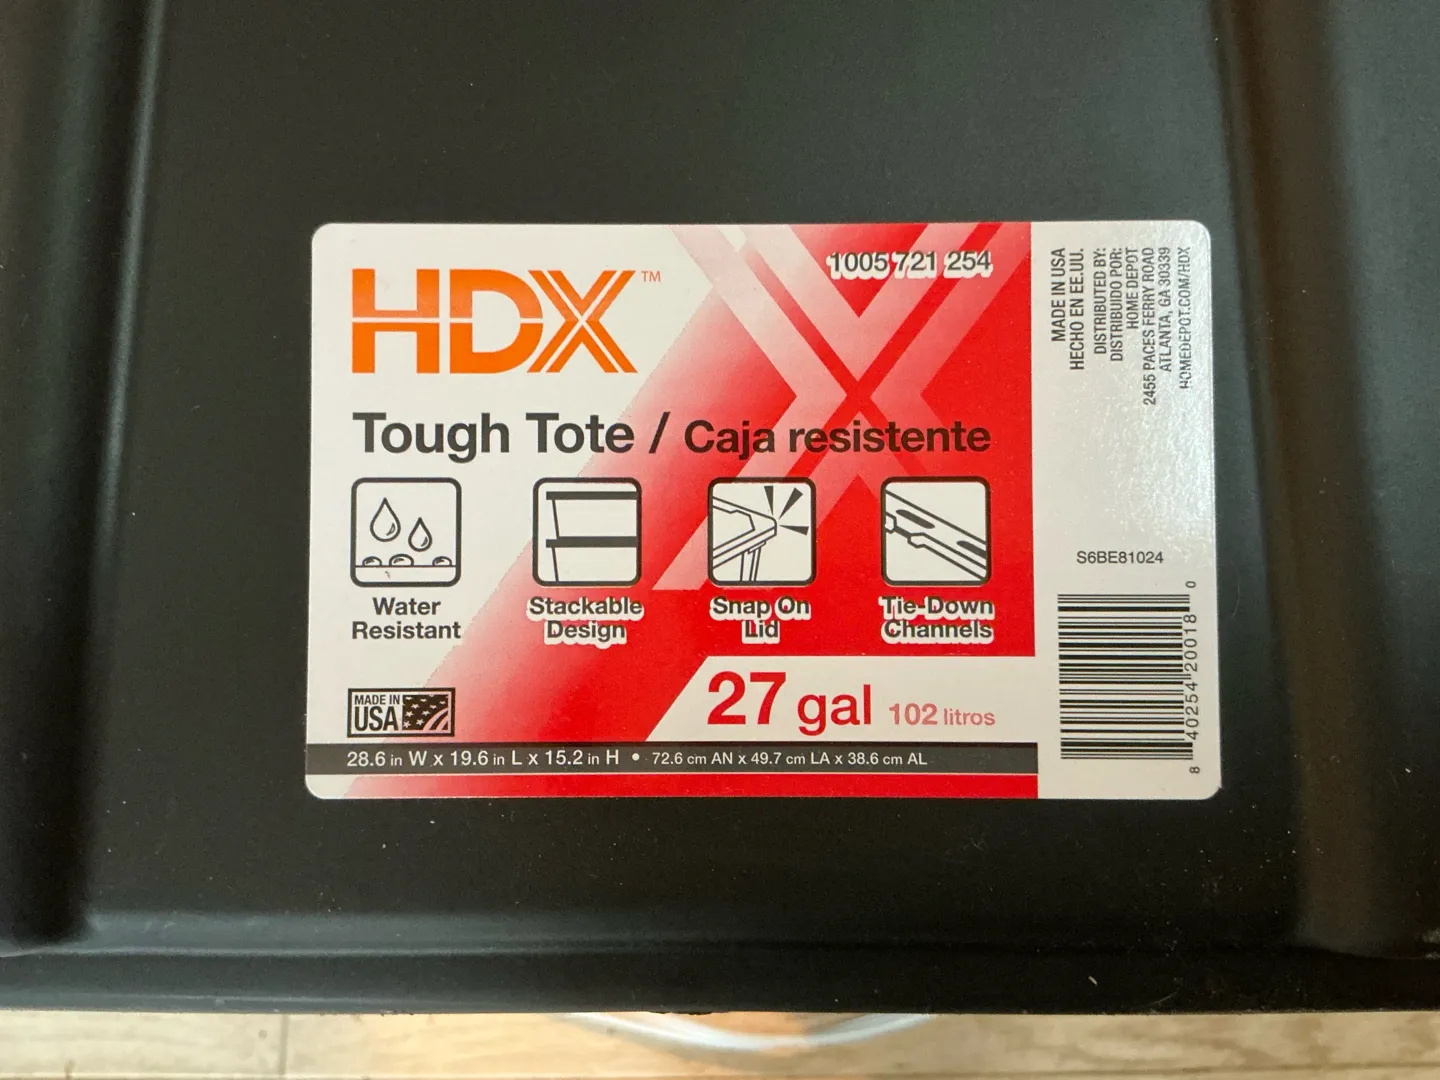 HDX™
1005 721 254
Tough Tote / Caja resistente
Water
Resistant
Stackable
Design
Snap On
Lid
Tie-Down
Channels
MADE IN
USA
27 gal 102 litros
28.6 in W x 19.6 in L x 15.2 in H • 72.6 cm AN x 49.7 cm LA x 38.6 cm AL
MADE IN USA
HECHO EN EE.UU.
DISTRIBUTED BY:
DISTRIBUIDO POR:
HOME DEPOT
2455 PACES FERRY ROAD
ATLANTA, GA 30339
HOMEDEPOT.COM/HDX
S6BE81024
8 40254 20018 0